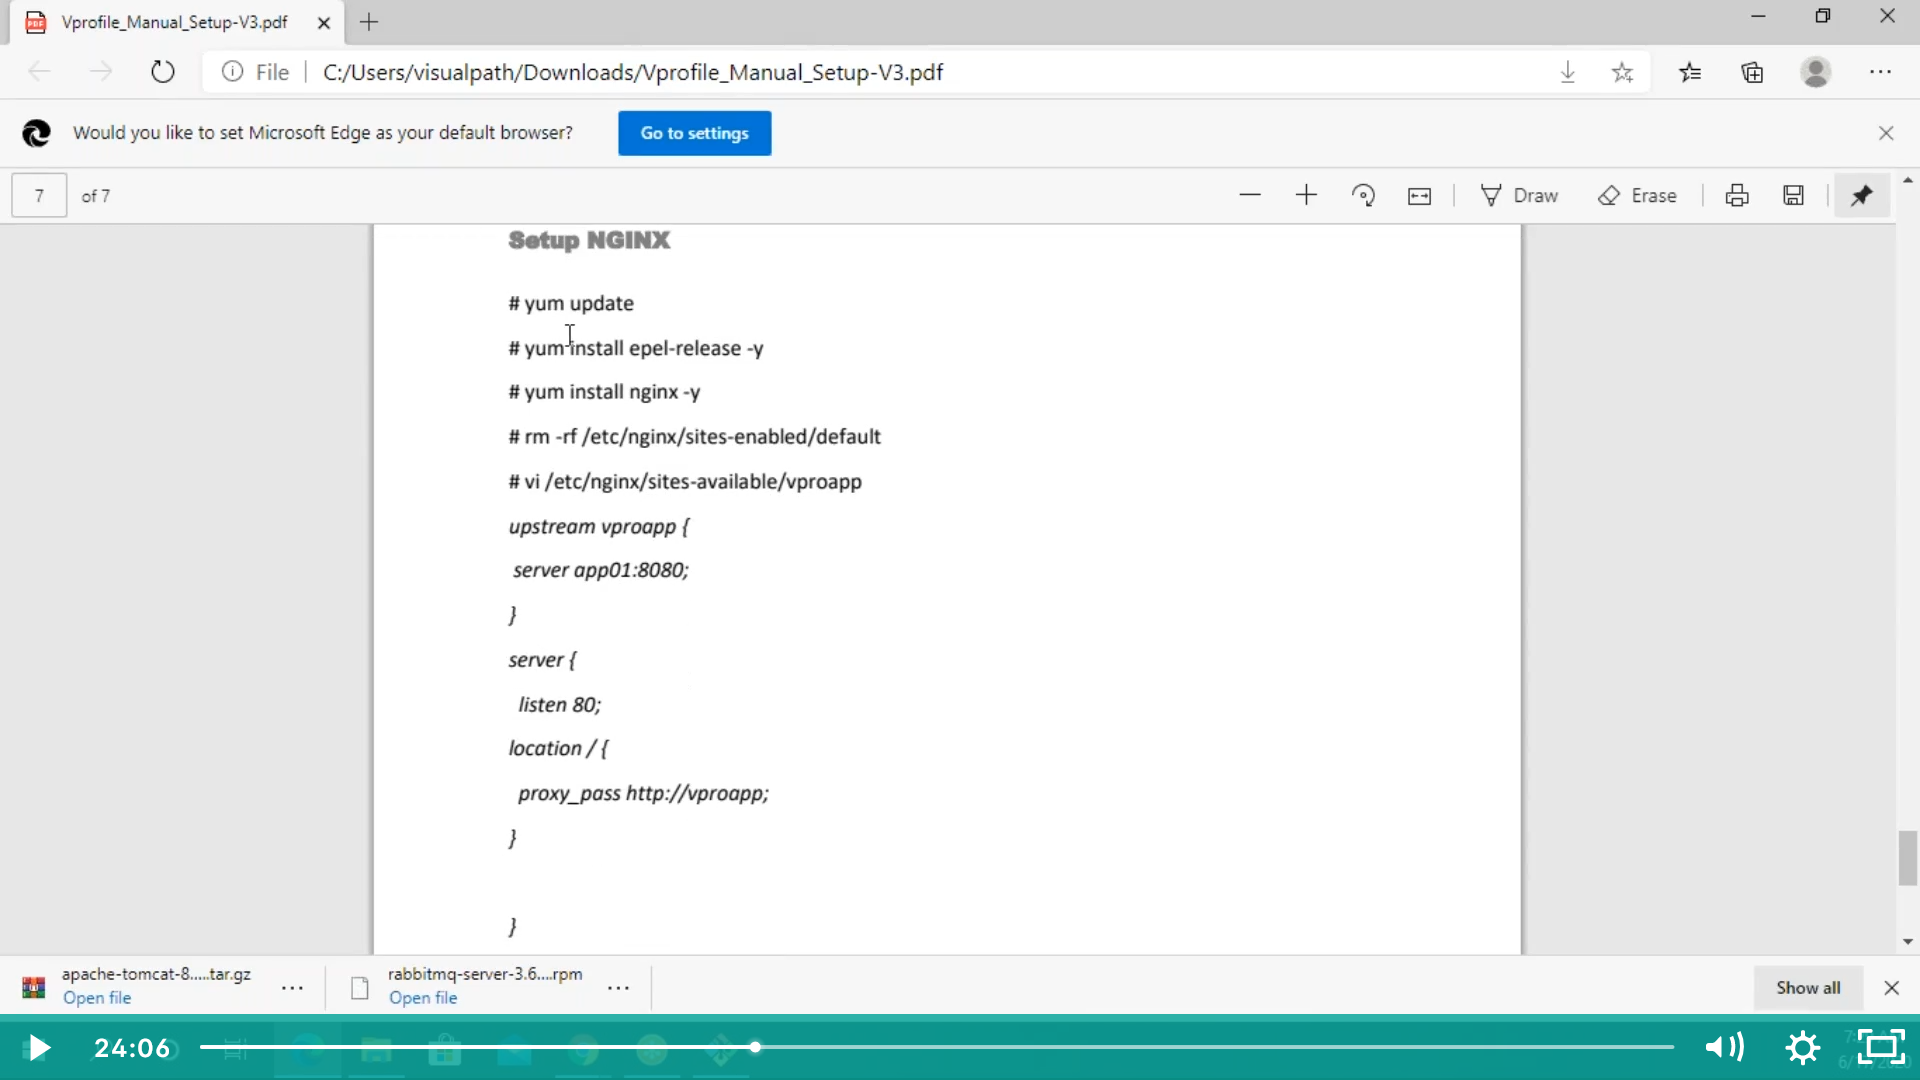 Vprofile_Manual_Setup-V3.pdf
File C:/Users/visualpath/Downloads/Vprofile_Manual_Setup-V3.pdf
Would you like to set Microsoft Edge as your default browser? Go to settings
7 of 7 Draw Erase
Setup NGINX
# yum update
# yum install epel-release -y
# yum install nginx -y
# rm -rf /etc/nginx/sites-enabled/default
# vi /etc/nginx/sites-available/vproapp
upstream vproapp {
server app01:8080;
}
server {
listen 80;
location / {
proxy_pass http://vproapp;
}
}
apache-tomcat-8.....tar.gz
Open file
rabbitmq-server-3.6....rpm
Open file
Show all
24:06